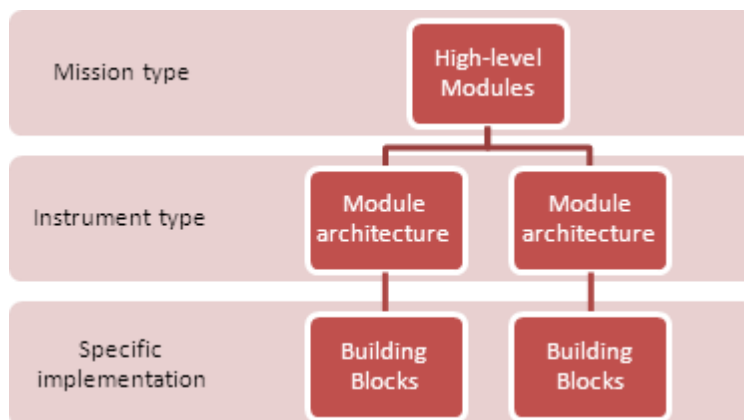 Mission type
High-level
Modules
Instrument type
Module
architecture
Module
architecture
Specific
implementation
Building
Blocks
Building
Blocks